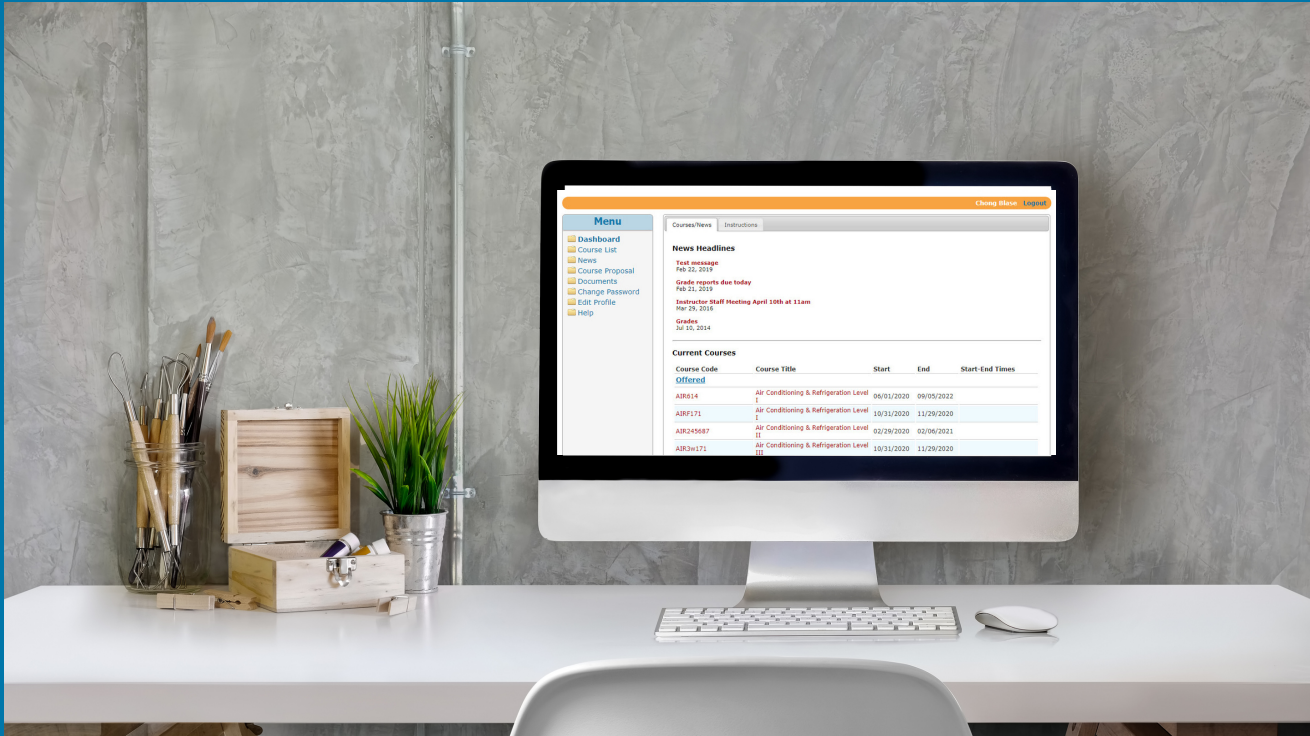 Chong Blase Logout
Menu
Dashboard
Course List
News
Course Proposal
Documents
Change Password
Edit Profile
Help
Courses/News Instructions
News Headlines
Test message
Feb 22, 2019
Grade reports due today
Feb 21, 2019
Instructor Staff Meeting April 10th at 11am
Mar 29, 2016
Grades
Jul 10, 2014
Current Courses
Course Code Course Title Start End Start-End Times
Offered
AIR614 Air Conditioning & Refrigeration Level I 06/01/2020 09/05/2022
AIRF171 Air Conditioning & Refrigeration Level I 10/31/2020 11/29/2020
AIR245687 Air Conditioning & Refrigeration Level II 02/29/2020 02/06/2021
AIR3w171 Air Conditioning & Refrigeration Level III 10/31/2020 11/29/2020